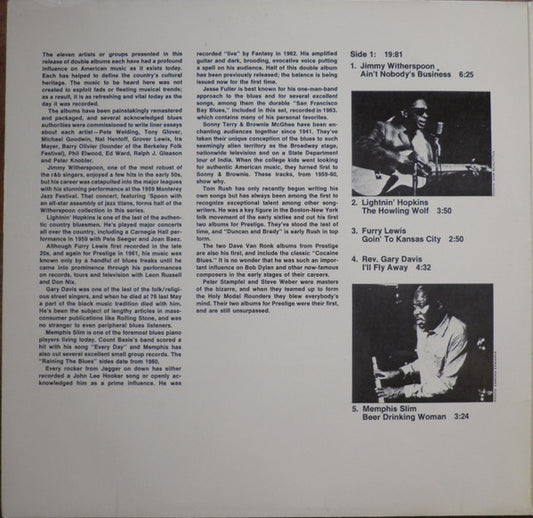 The eleven artists or groups presented in this
release of double albums each have had a profound
influence on American music as it exists today.
Each has helped to define the country's cultural
heritage. The music to be heard here was not
created to exploit fads or fleeting musical trends;
as a result, it is as refreshing and vital today as the
day it was recorded.
The albums have been painstakingly remastered
and packaged, and several acknowledged blues
authorities were commissioned to write liner essays
about each artist—Pete Welding, Tony Glover,
Michael Goodwin, Nat Hentoff, Grover Lewis, Ira
Mayer, Barry Olivier (founder of the Berkeley Folk
Festival), Phil Elwood, Ed Ward, Ralph J. Gleason
and Peter Knobler.
Jimmy Witherspoon, one of the most robust of
the r&b singers, enjoyed a few hits in the early 50s,
but his career was catapulted into the major leagues
with his stunning performance at the 1959 Monterey
Jazz Festival. That concert, featuring 'Spoon with
an all-star assembly of jazz titans, forms half of the
Witherspoon collection in this series.
Lightnin' Hopkins is one of the last of the authen-
tic country bluesmen. He's played major concerts
all over the country, including a Carnegie Hall per-
formance in 1959 with Pete Seeger and Joan Baez.
Although Furry Lewis first recorded in the late
20s, and again for Prestige in 1961, his music was
known only by a handful of blues freaks until he
came into prominence through his performances
on records, tours and television with Leon Russell
and Don Nix.
Gary Davis was one of the last of the folk/religi-
ous street singers, and when he died at 76 last May
a part of the black music tradition died with him.
He's been the subject of lengthy articles in mass-
consumer publications like Rolling Stone, and was
no stranger to even peripheral blues listeners.
Memphis Slim is one of the foremost blues piano
players living today. Count Basie's band scored a
hit with his song "Every Day" and Memphis has
also cut several excellent small group records. The
"Raining The Blues" sides date from 1960.
Every rocker from Jagger on down has either
recorded a John Lee Hooker song or openly ac-
knowledged him as a prime influence. He was
recorded "live" by Fantasy in 1962. His amplified
guitar and dark, brooding, evocative voice putting
a spell on his audience. Half of this double album
has been previously released; the balance is being
issued now for the first time.
Jesse Fuller is best known for his one-man-band
approach to the blues and for several excellent
songs, among them the durable "San Francisco
Bay Blues," included in this set, recorded in 1963,
which contains many of his personal favorites.
Sonny Terry & Brownie McGhee have been en-
chanting audiences together since 1941. They've
taken their unique conception of the blues to such
seemingly alien territory as the Broadway stage,
nationwide television and on a State Department
tour of India. When the college kids went looking
for authentic American music, they turned first to
Sonny & Brownie. These tracks, from 1959-60,
show why.
Tom Rush has only recently begun writing his
own songs but has always been among the first to
recognize exceptional talent among other song-
writers. He was a key figure in the Boston-New York
folk movement of the early sixties and cut his first
two albums for Prestige. They've stood the test of
time, and "Duncan and Brady" is early Rush in top
form.
The two Dave Van Ronk albums from Prestige
are also his first, and include the classic "Cocaine
Blues." It is no wonder that he was such an impor-
tant influence on Bob Dylan and other now-famous
composers in the early stages of their careers.
Peter Stampfel and Steve Weber were masters
of the bizarre, and when they teamed up to form
the Holy Modal Rounders they blew everybody's
mind. Their two albums for Prestige were their first,
and are still unsurpassed.
Side 1: 19:81
1. Jimmy Witherspoon
Ain't Nobody's Business 6:25
2. Lightnin' Hopkins
The Howling Wolf 3:50
3. Furry Lewis
Goin' To Kansas City 2:50
4. Rev. Gary Davis
I'll Fly Away 4:32
5. Memphis Slim
Beer Drinking Woman 3:24